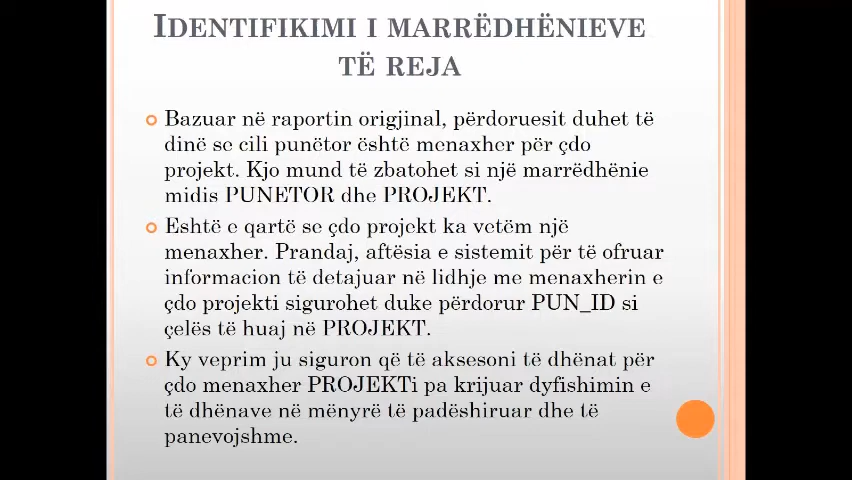 IDENTIFIKIMI I MARRËDHËNIEVE
TË REJA
Bazuar në raportin origjinal, përdoruesit duhet të
dinë se cili punëtor është menaxher për çdo
projekt. Kjo mund të zbatohet si një marrëdhënie
midis PUNETOR dhe PROJEKT.
Eshtë e qartë se çdo projekt ka vetëm një
menaxher. Prandaj, aftësia e sistemit për të ofruar
informacion të detajuar në lidhje me menaxherin e
çdo projekti sigurohet duke përdorur PUN_ID si
çelës të huaj në PROJEKT.
Ky veprim ju siguron që të aksesoni të dhënat për
çdo menaxher PROJEKTi pa krijuar dyfishimin e
të dhënave në mënyrë të padëshiruar dhe të
panevojshme.